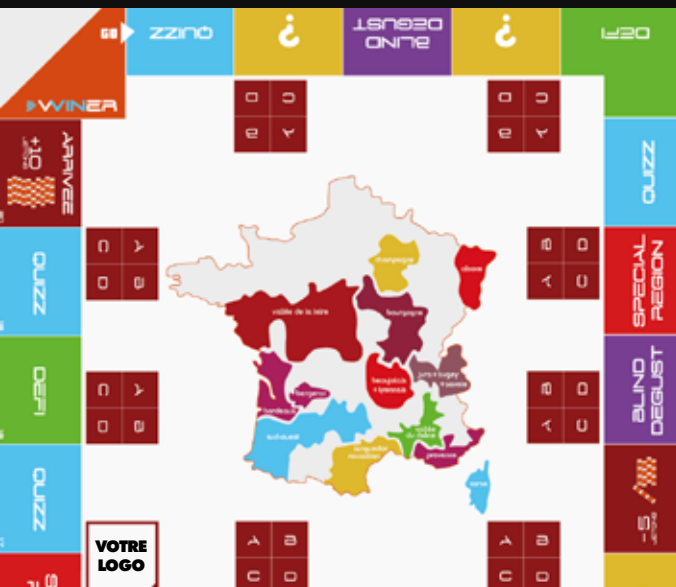 GO
QUIZZ
?
BLIND
DEGUST
?
DEFI
WINER
ARRIVEE
+10
QUIZZ
D C
B A
D C
B A
QUIZZ
C A
D B
B D
A C
SPECIAL
REGION
champagne
alsace
vallée de la loire
bourgogne
DEFI
C A
D B
B D
A C
BLIND
DEGUST
beaujolais
jura
bugey
savoie
bergerac
bordeaux
sud-ouest
vallée
du rhône
languedoc
roussillon
provence
corse
QUIZZ
-5
VOTRE
LOGO
A B
C D
A B
C D